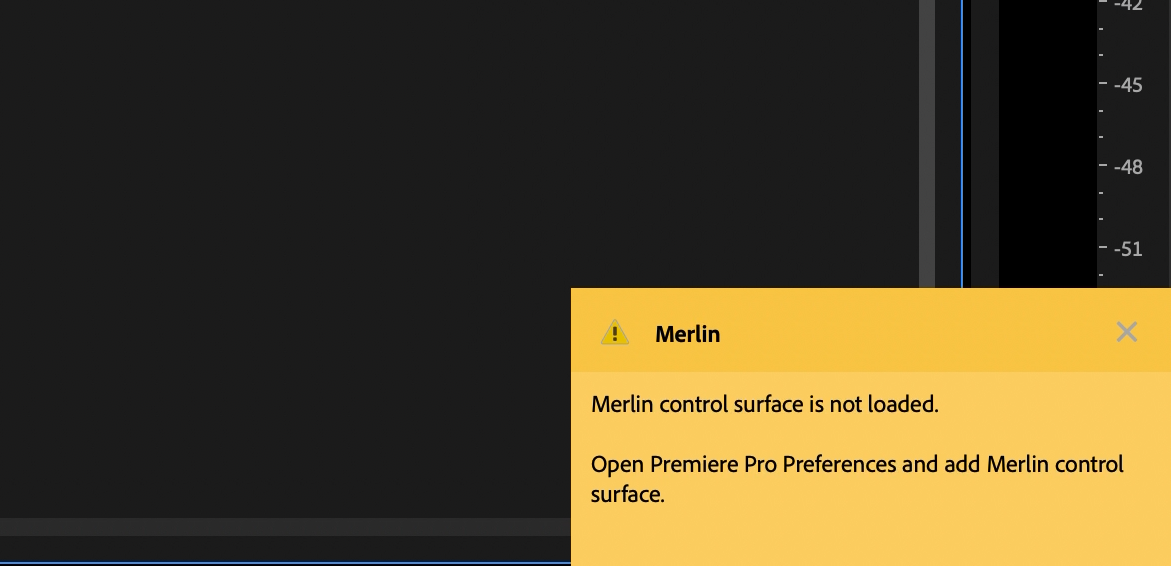 -42
-45
-48
-51
Merlin
Merlin control surface is not loaded.
Open Premiere Pro Preferences and add Merlin control
surface.